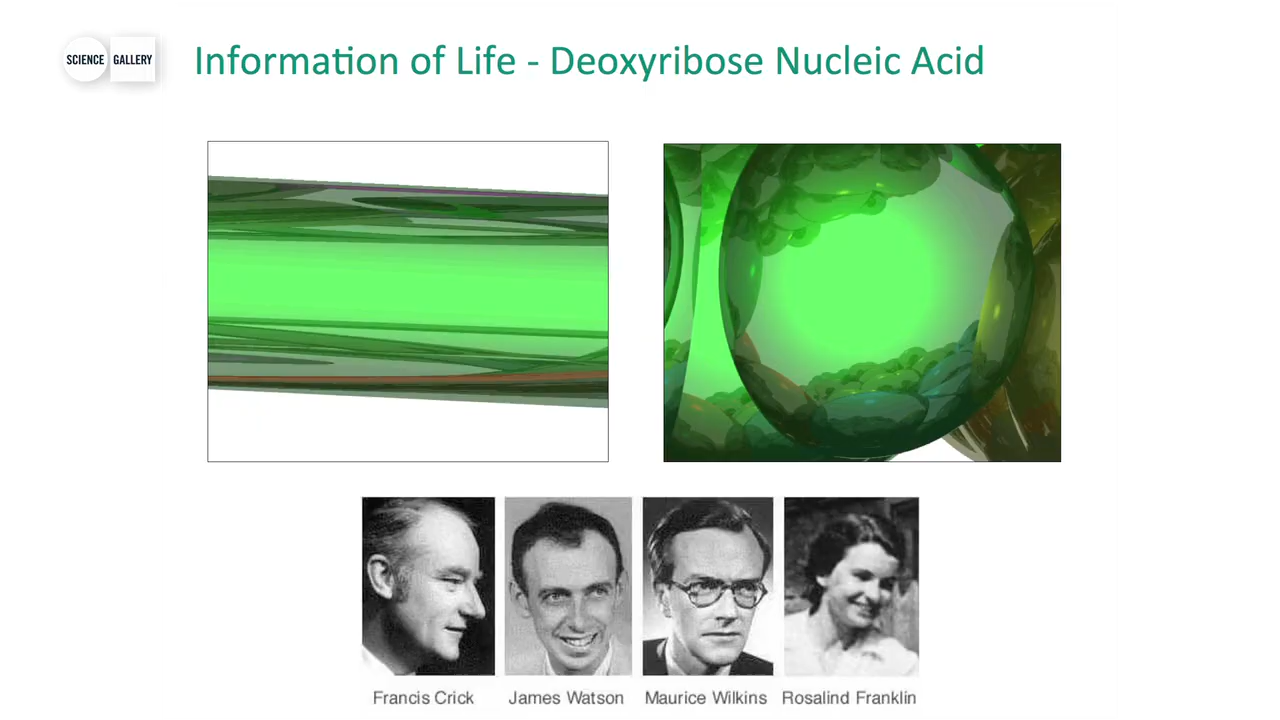 SCIENCE GALLERY
Information of Life - Deoxyribose Nucleic Acid
Francis Crick
James Watson
Maurice Wilkins
Rosalind Franklin